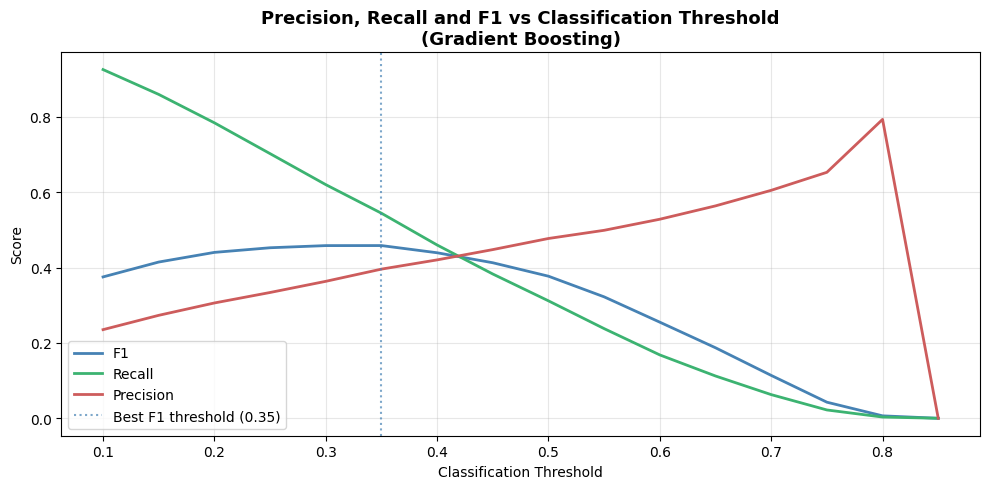 Precision, Recall and F1 vs Classification Threshold
(Gradient Boosting)
Score
0.8
0.6
0.4
0.2
0.0
F1
Recall
Precision
Best F1 threshold (0.35)
0.1 0.2 0.3 0.4 0.5 0.6 0.7 0.8
Classification Threshold